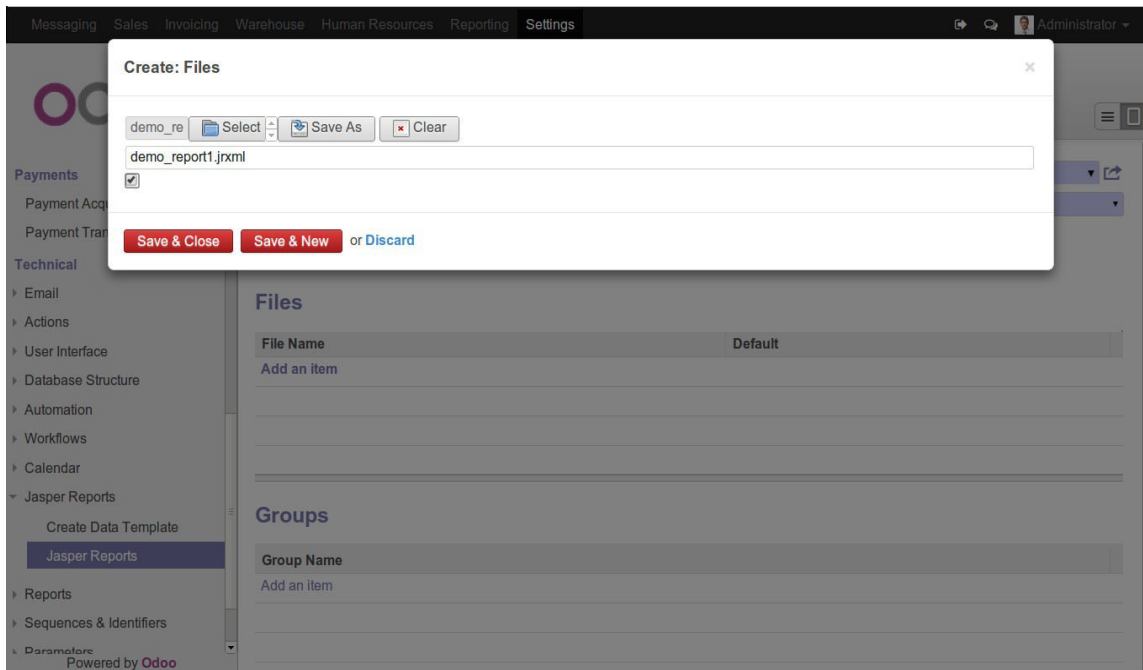 Messaging Sales Invoicing Warehouse Human Resources Reporting Settings Administrator
Create: Files
×
demo_re Select Save As Clear
demo_report1.jrxml
Save & Close Save & New or Discard
Payments
Payment Acqu
Payment Tran
Technical
Email
Actions
User Interface
Database Structure
Automation
Workflows
Calendar
Jasper Reports
Create Data Template
Jasper Reports
Reports
Sequences & Identifiers
Parameters
Powered by Odoo
Files
File Name Default
Add an item
Groups
Group Name
Add an item